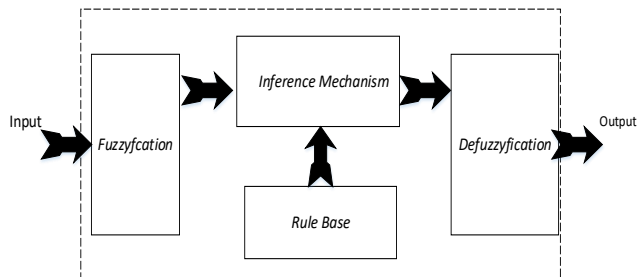 Input
Fuzzyfcation
Inference Mechanism
Rule Base
Defuzzyfication
Output